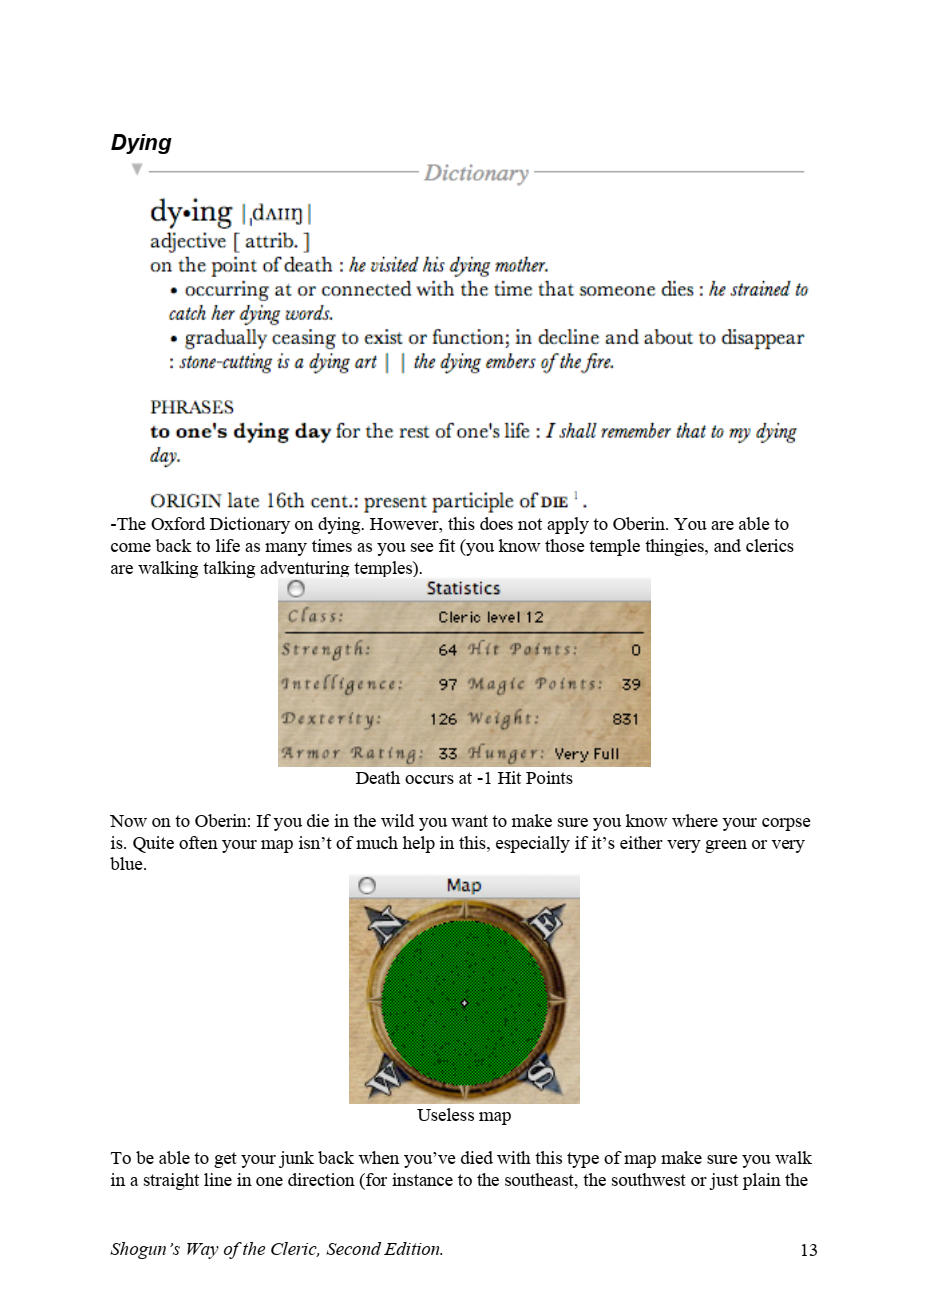 Dying
Dictionary
dy•ing |ˌdʌɪɪŋ|
adjective [ attrib. ]
on the point of death : he visited his dying mother.
• occurring at or connected with the time that someone dies : he strained to
catch her dying words.
• gradually ceasing to exist or function; in decline and about to disappear
: stone-cutting is a dying art | | the dying embers of the fire.
PHRASES
to one's dying day for the rest of one's life : I shall remember that to my dying
day.
ORIGIN late 16th cent.: present participle of DIE 1 .
-The Oxford Dictionary on dying. However, this does not apply to Oberin. You are able to
come back to life as many times as you see fit (you know those temple thingies, and clerics
are walking talking adventuring temples).
Statistics
Class: Cleric level 12
Strength: 64 Hit Points: 0
Intelligence: 97 Magic Points: 39
Dexterity: 126 Weight: 831
Armor Rating: 33 Hunger: Very Full
Death occurs at -1 Hit Points
Now on to Oberin: If you die in the wild you want to make sure you know where your corpse
is. Quite often your map isn’t of much help in this, especially if it’s either very green or very
blue.
Map
N E
W S
Useless map
To be able to get your junk back when you’ve died with this type of map make sure you walk
in a straight line in one direction (for instance to the southeast, the southwest or just plain the
Shogun’s Way of the Cleric, Second Edition. 13